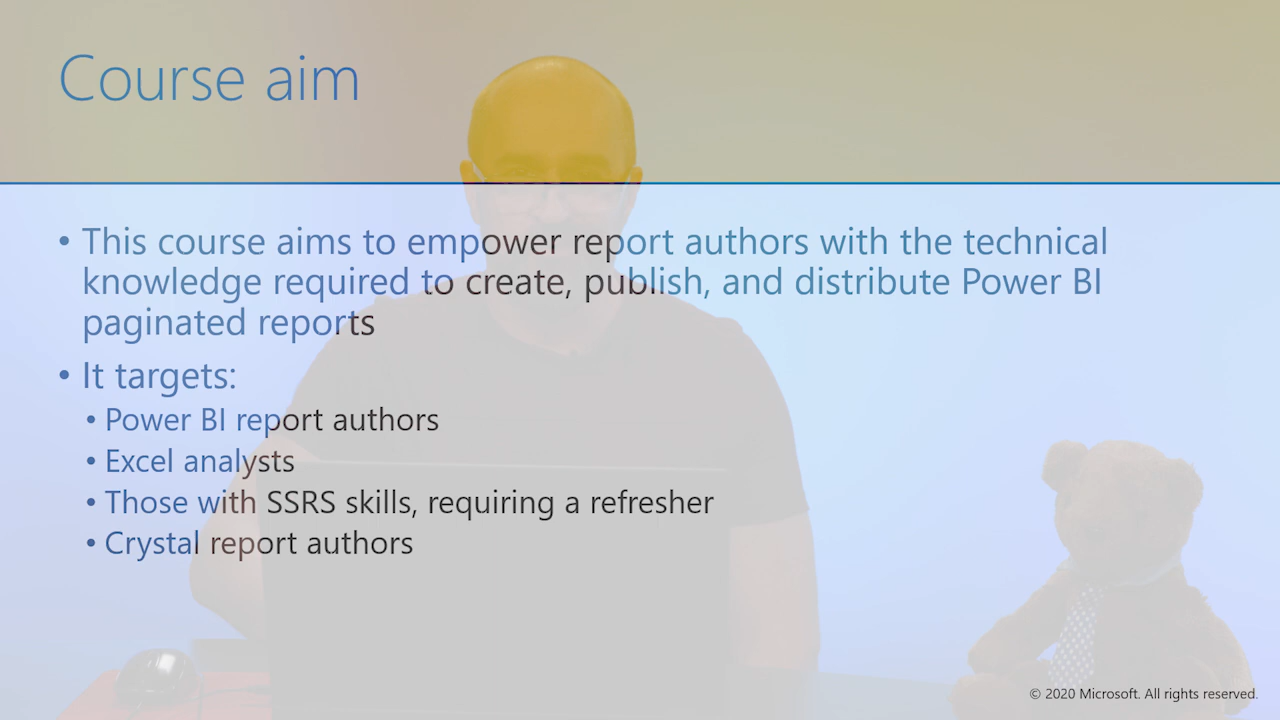 Course aim
• This course aims to empower report authors with the technical
knowledge required to create, publish, and distribute Power BI
paginated reports
• It targets:
• Power BI report authors
• Excel analysts
• Those with SSRS skills, requiring a refresher
• Crystal report authors
© 2020 Microsoft. All rights reserved.